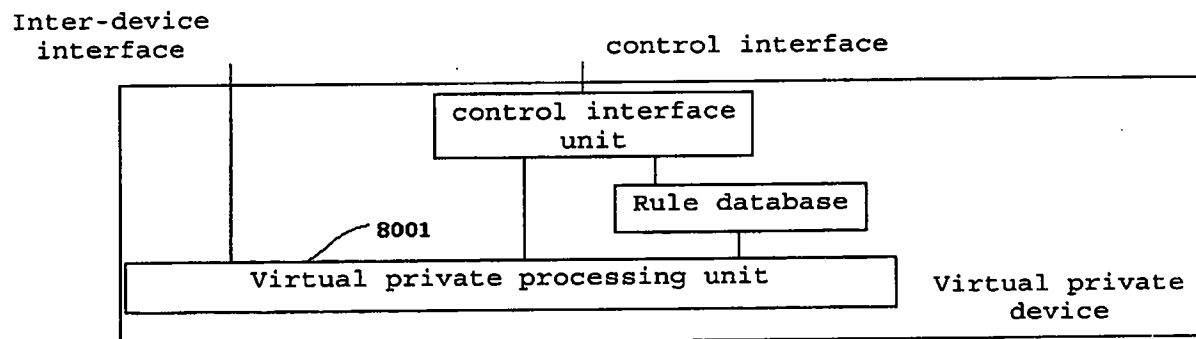 Inter-device
interface
control interface
control interface
unit
Rule database
8001
Virtual private processing unit
Virtual private
device